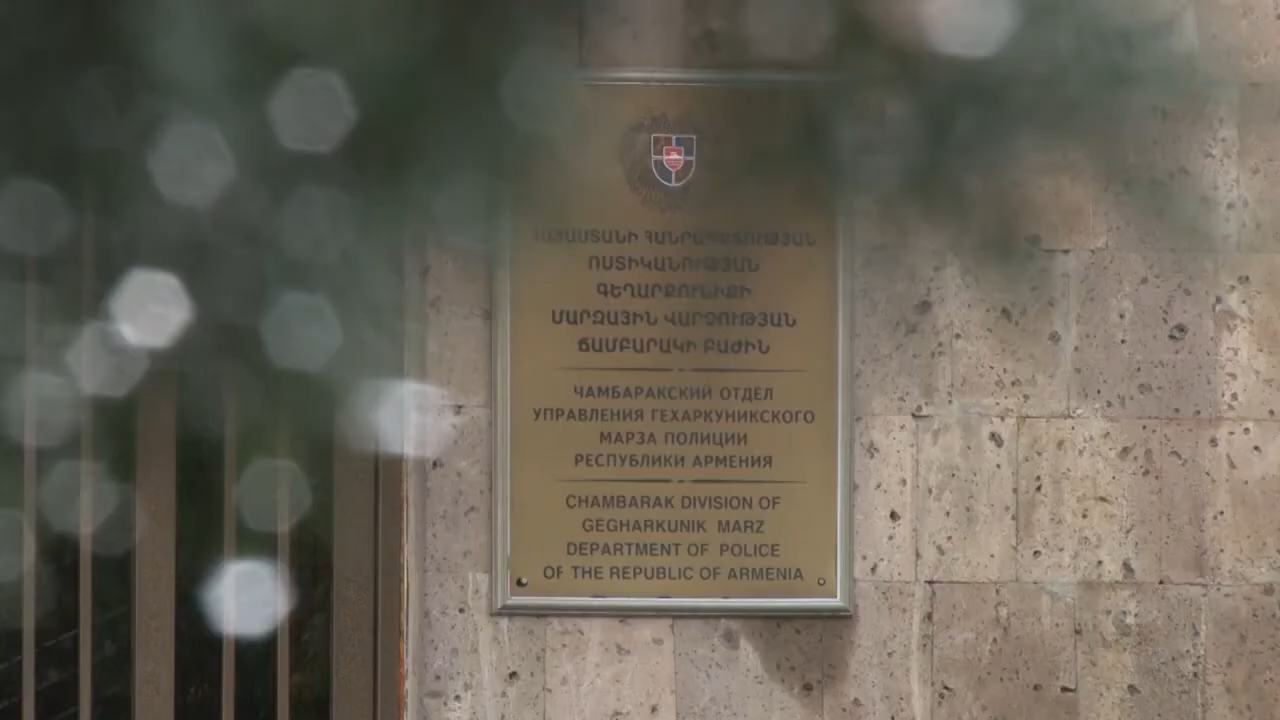 ՀԱՅԱՍՏԱՆԻ ՀԱՆՐԱՊԵՏՈՒԹՅԱՆ
ՈՍՏԻԿԱՆՈՒԹՅԱՆ
ԳԵՂԱՐՔՈՒՆԻՔԻ
ՄԱՐԶԱՅԻՆ ՎԱՐՉՈՒԹՅԱՆ
ՃԱՄԲԱՐԱԿԻ ԲԱԺԻՆ
ЧАМБАРАКСКИЙ ОТДЕЛ
УПРАВЛЕНИЯ ГЕХАРКУНИКСКОГО
МАРЗА ПОЛИЦИИ
РЕСПУБЛИКИ АРМЕНИЯ
CHAMBARAK DIVISION OF
GEGHARKUNIK MARZ
DEPARTMENT OF POLICE
OF THE REPUBLIC OF ARMENIA